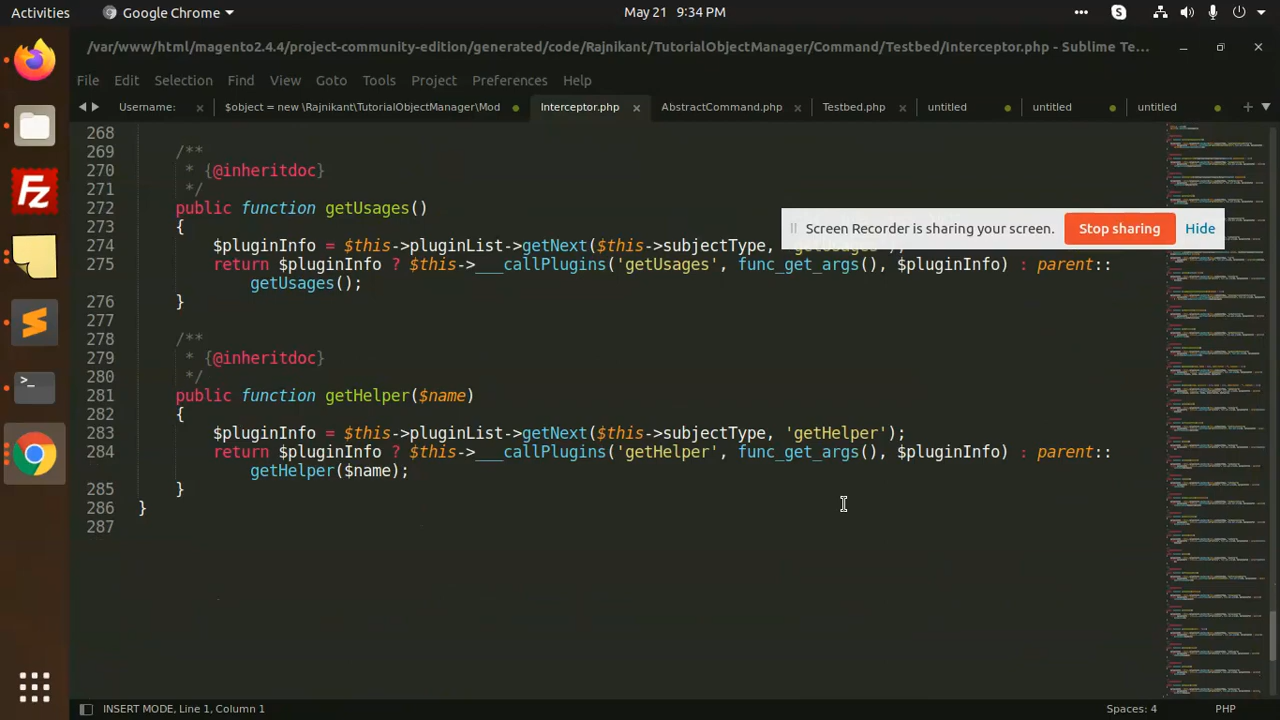 Activities
Google Chrome
May 21 9:34 PM
/var/www/html/magento2.4.4/project-community-edition/generated/code/Rajnikant/TutorialObjectManager/Command/Testbed/Interceptor.php - Sublime Te...
File Edit Selection Find View Goto Tools Project Preferences Help
Username: $object = new \Rajnikant\TutorialObjectManager\Mod Interceptor.php AbstractCommand.php Testbed.php untitled untitled untitled
268
269 /**
270 * {@inheritdoc}
271 */
272 public function getUsages()
273 {
Screen Recorder is sharing your screen. Stop sharing Hide
274 $pluginInfo = $this->pluginList->getNext($this->subjectType,
275 return $pluginInfo ? $this->___callPlugins('getUsages', func_get_args(), $pluginInfo) : parent::
getUsages();
276 }
277
278 /**
279 * {@inheritdoc}
280 */
281 public function getHelper($name)
282 {
283 $pluginInfo = $this->pluginList->getNext($this->subjectType, 'getHelper');
284 return $pluginInfo ? $this->___callPlugins('getHelper', func_get_args(), $pluginInfo) : parent::
getHelper($name);
285 }
286 }
287
INSERT MODE, Line 1, Column 1
Spaces: 4
PHP